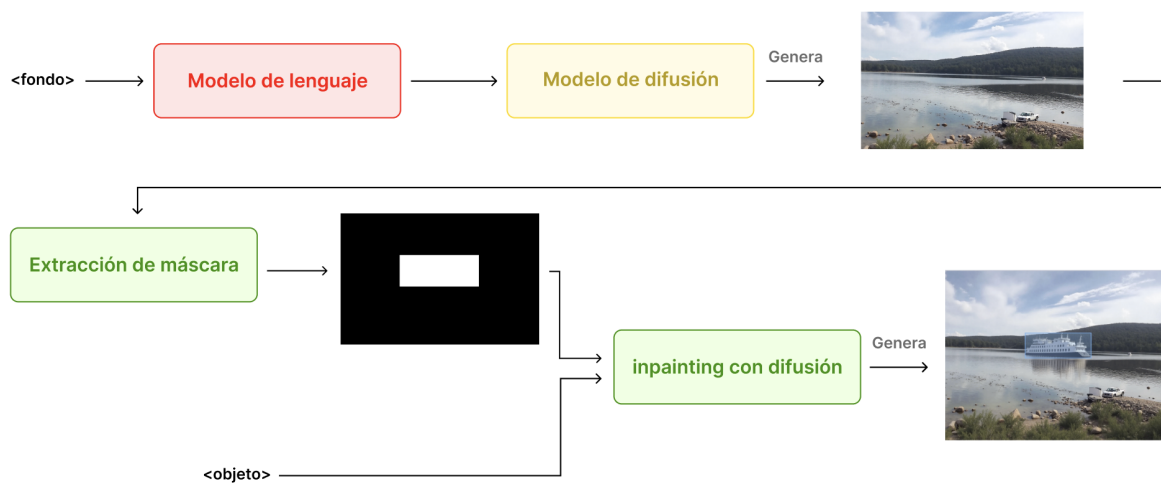 <fondo>
Modelo de lenguaje
Modelo de difusión
Genera
Extracción de máscara
inpainting con difusión
Genera
<objeto>